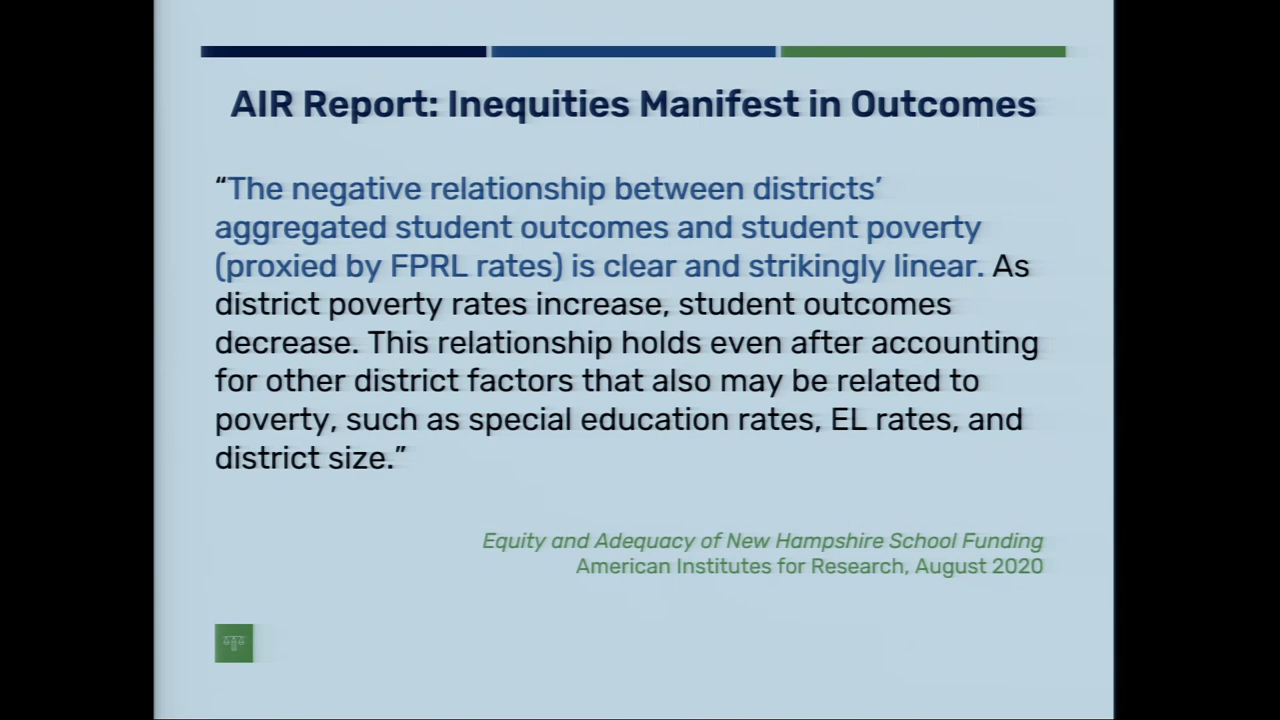 AIR Report: Inequities Manifest in Outcomes
“The negative relationship between districts’
aggregated student outcomes and student poverty
(proxied by FPRL rates) is clear and strikingly linear. As
district poverty rates increase, student outcomes
decrease. This relationship holds even after accounting
for other district factors that also may be related to
poverty, such as special education rates, EL rates, and
district size.”
Equity and Adequacy of New Hampshire School Funding
American Institutes for Research, August 2020